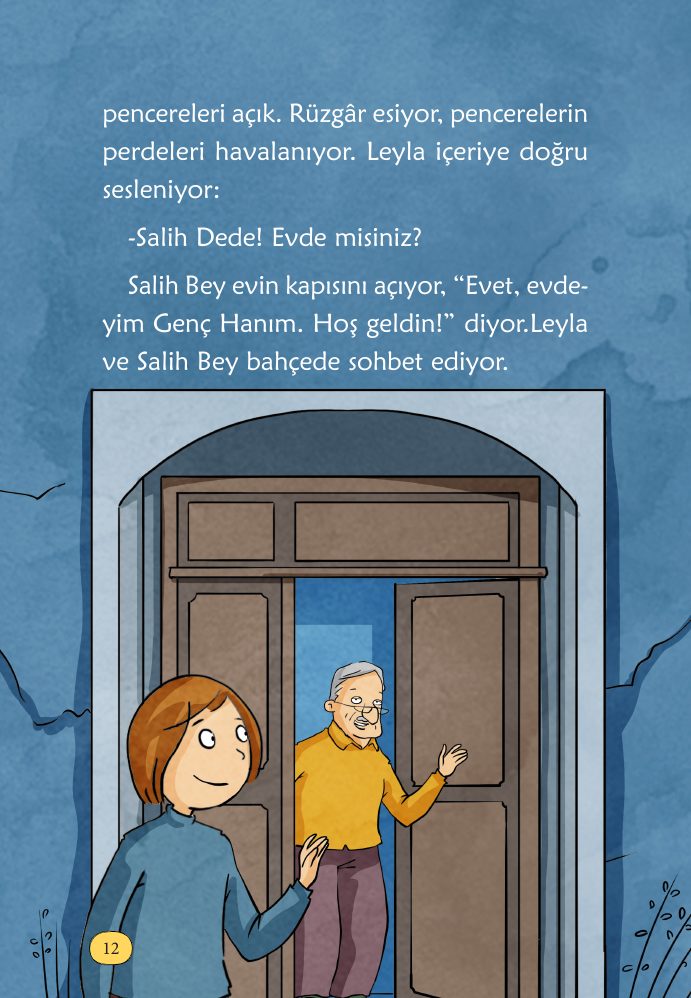 pencereleri açık. Rüzgâr esiyor, pencerelerin
perdeleri havalanıyor. Leyla içeriye doğru
sesleniyor:
-Salih Dede! Evde misiniz?
Salih Bey evin kapısını açıyor, “Evet, evde-
yim Genç Hanım. Hoş geldin!” diyor.Leyla
ve Salih Bey bahçede sohbet ediyor.
12